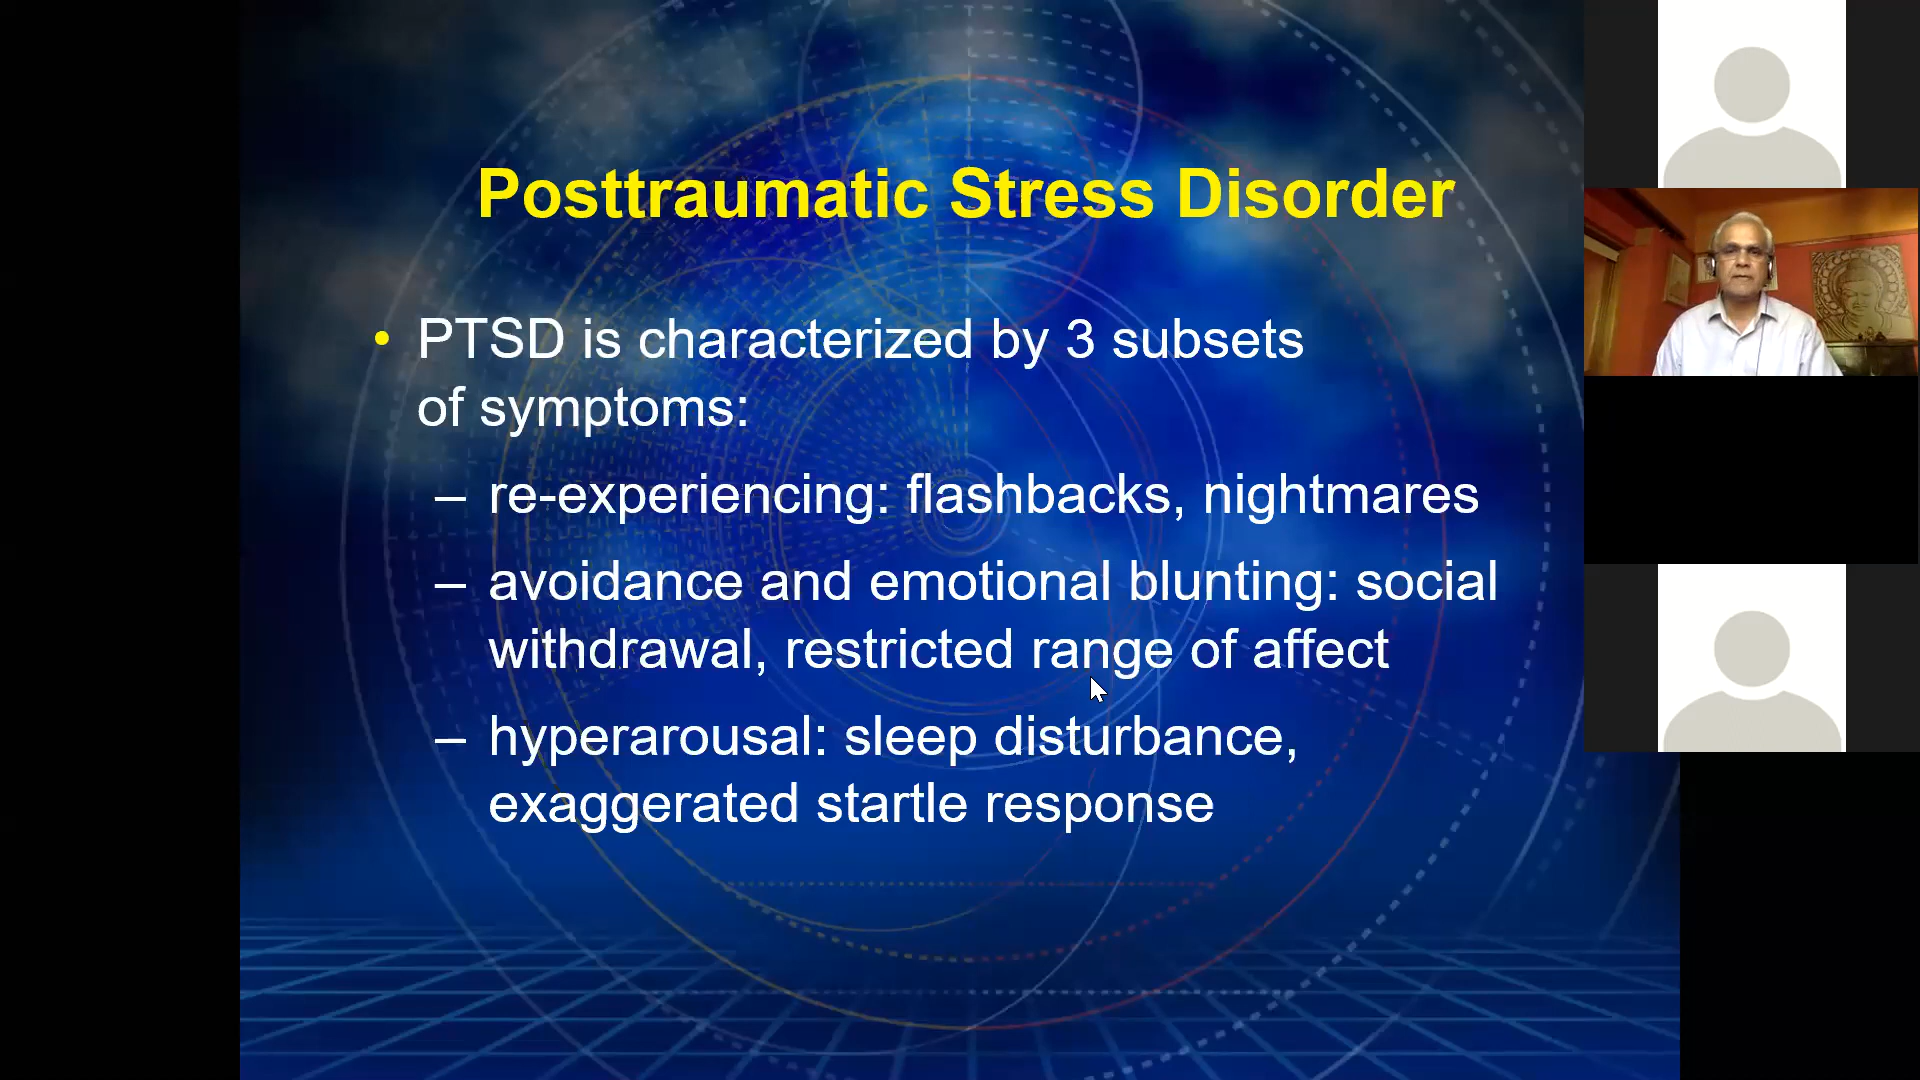 Posttraumatic Stress Disorder
• PTSD is characterized by 3 subsets
of symptoms:
– re-experiencing: flashbacks, nightmares
– avoidance and emotional blunting: social
withdrawal, restricted range of affect
– hyperarousal: sleep disturbance,
exaggerated startle response